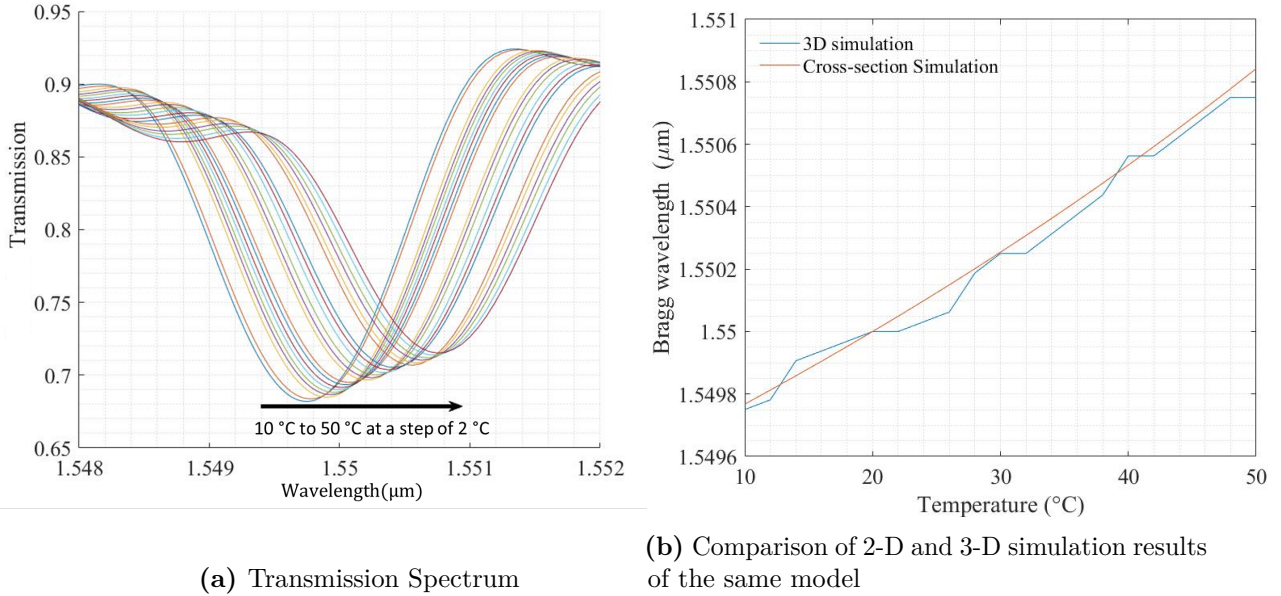 0.95
0.9
0.85
0.8
0.75
0.7
0.65
Transmission
10 °C to 50 °C at a step of 2 °C
1.548
1.549
1.55
1.551
1.552
Wavelength(μm)
(a) Transmission Spectrum
1.551
1.5508
1.5506
1.5504
1.5502
1.55
1.5498
1.5496
Bragg wavelength (μm)
3D simulation
Cross-section Simulation
10
20
30
40
50
Temperature (°C)
(b) Comparison of 2-D and 3-D simulation results
of the same model